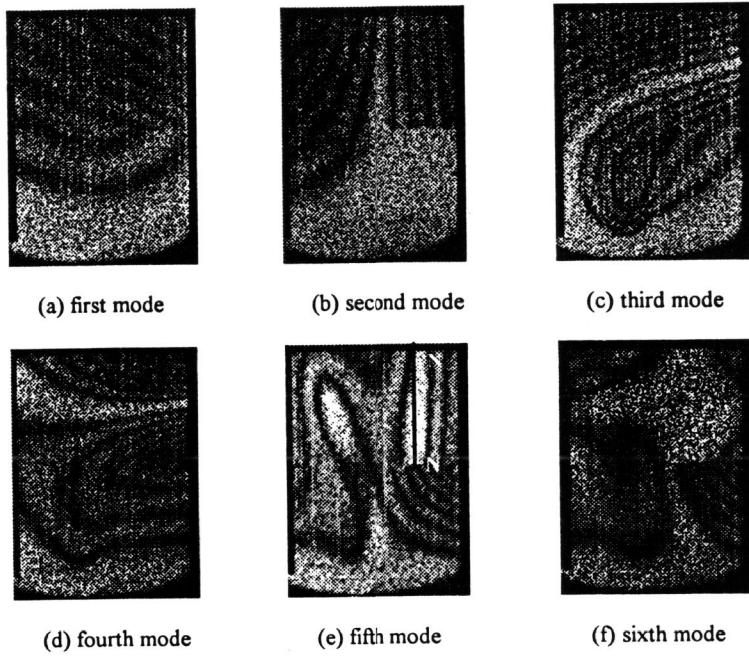 (a) first mode
(b) second mode
(c) third mode
N
(d) fourth mode
(e) fifth mode
(f) sixth mode